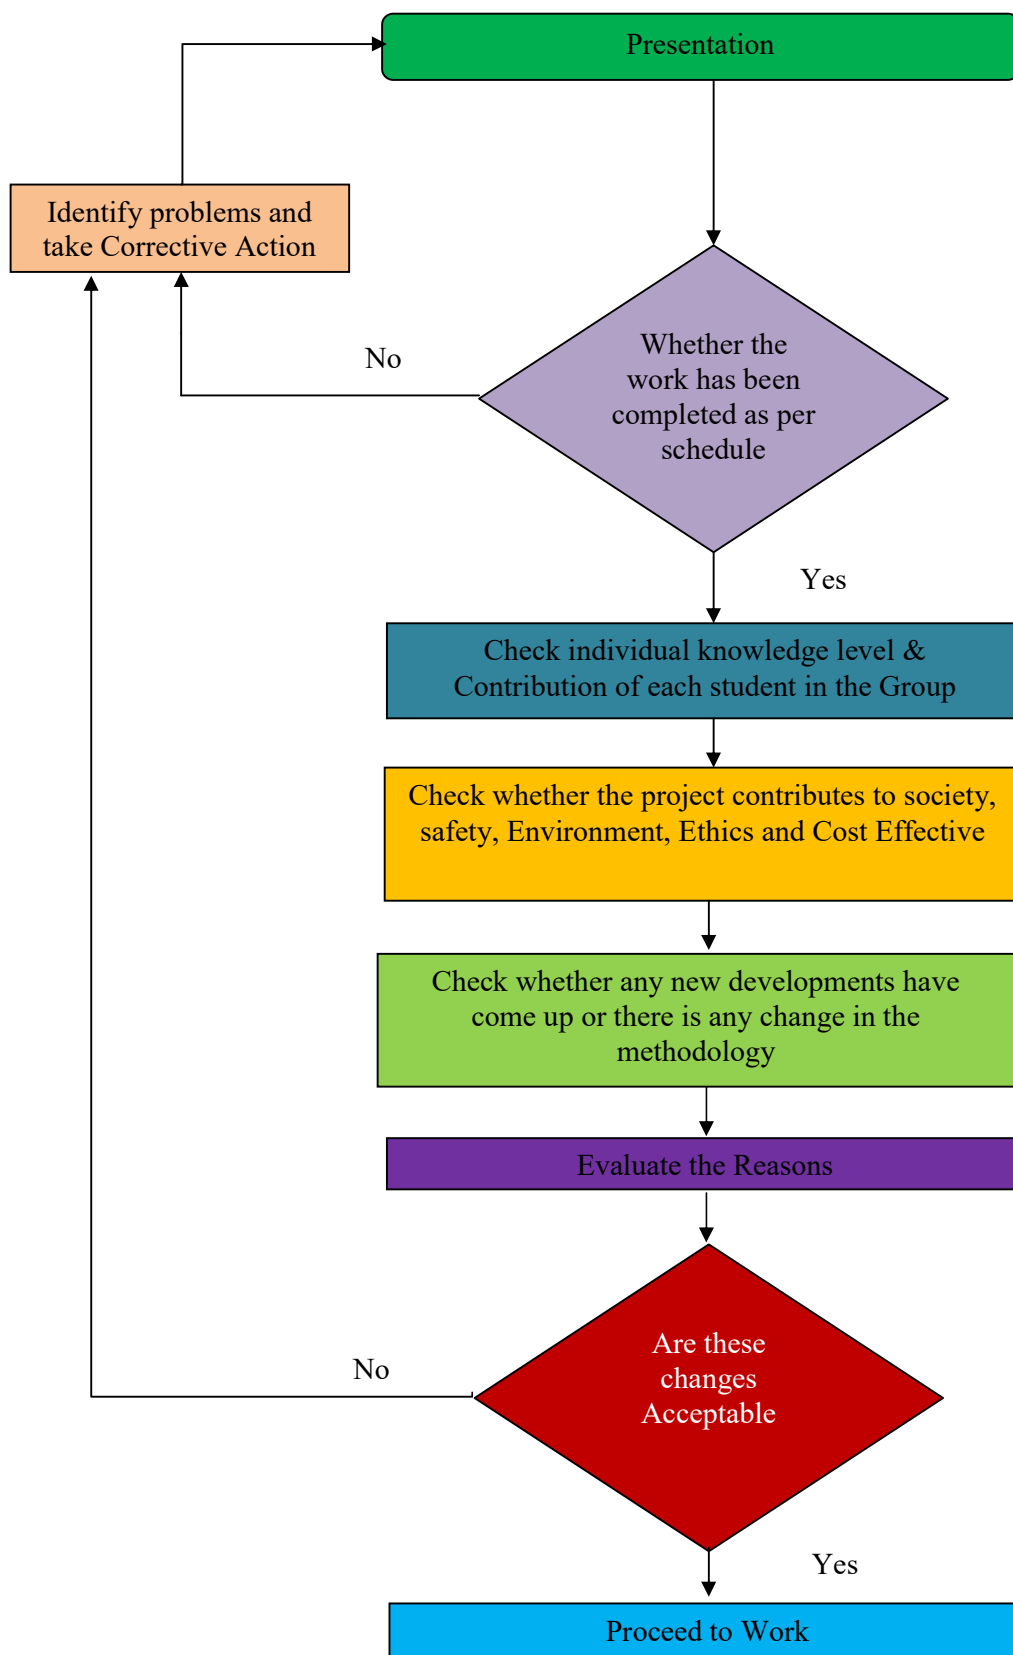 Presentation
Identify problems and
take Corrective Action
Whether the
work has been
completed as per
schedule
No
Yes
Check individual knowledge level &
Contribution of each student in the Group
Check whether the project contributes to society,
safety, Environment, Ethics and Cost Effective
Check whether any new developments have
come up or there is any change in the
methodology
Evaluate the Reasons
Are these
changes
Acceptable
No
Yes
Proceed to Work